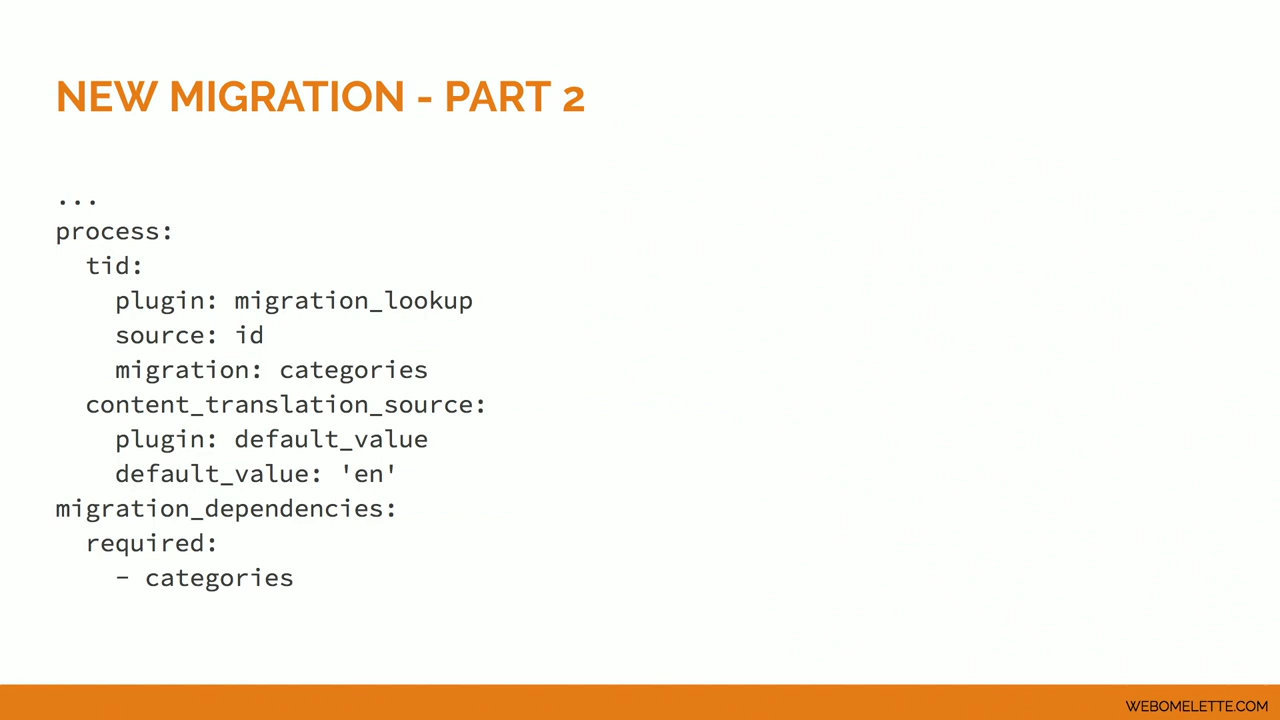 NEW MIGRATION - PART 2
...
process:
  tid:
    plugin: migration_lookup
    source: id
    migration: categories
  content_translation_source:
    plugin: default_value
    default_value: 'en'
migration_dependencies:
  required:
    - categories
WEBOMELETTE.COM